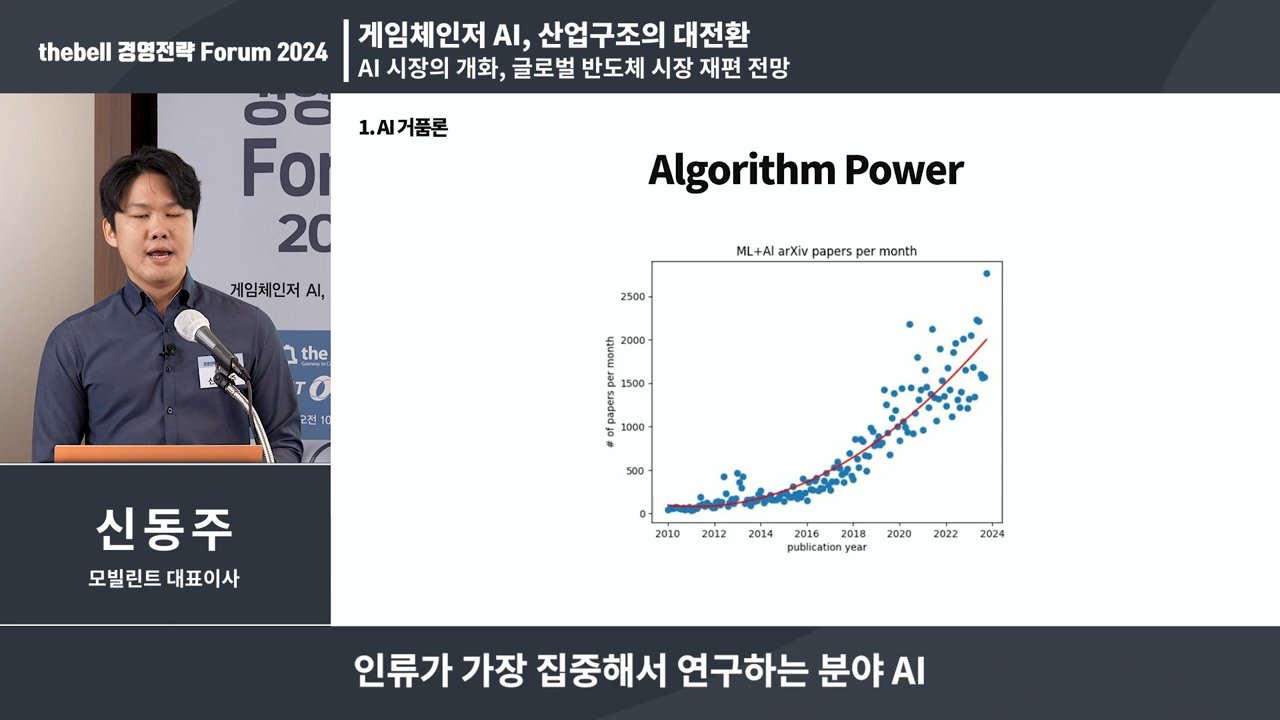 thebell 경영전략 Forum 2024
게임체인저 AI, 산업구조의 대전환
AI 시장의 개화, 글로벌 반도체 시장 재편 전망
For
20
게임체인저 AI,
the
오전 10
1. AI 거품론
Algorithm Power
ML+AI arXiv papers per month
# of papers per month
2500
2000
1500
1000
500
0
2010 2012 2014 2016 2018 2020 2022 2024
publication year
신동주
모빌린트 대표이사
인류가 가장 집중해서 연구하는 분야 AI